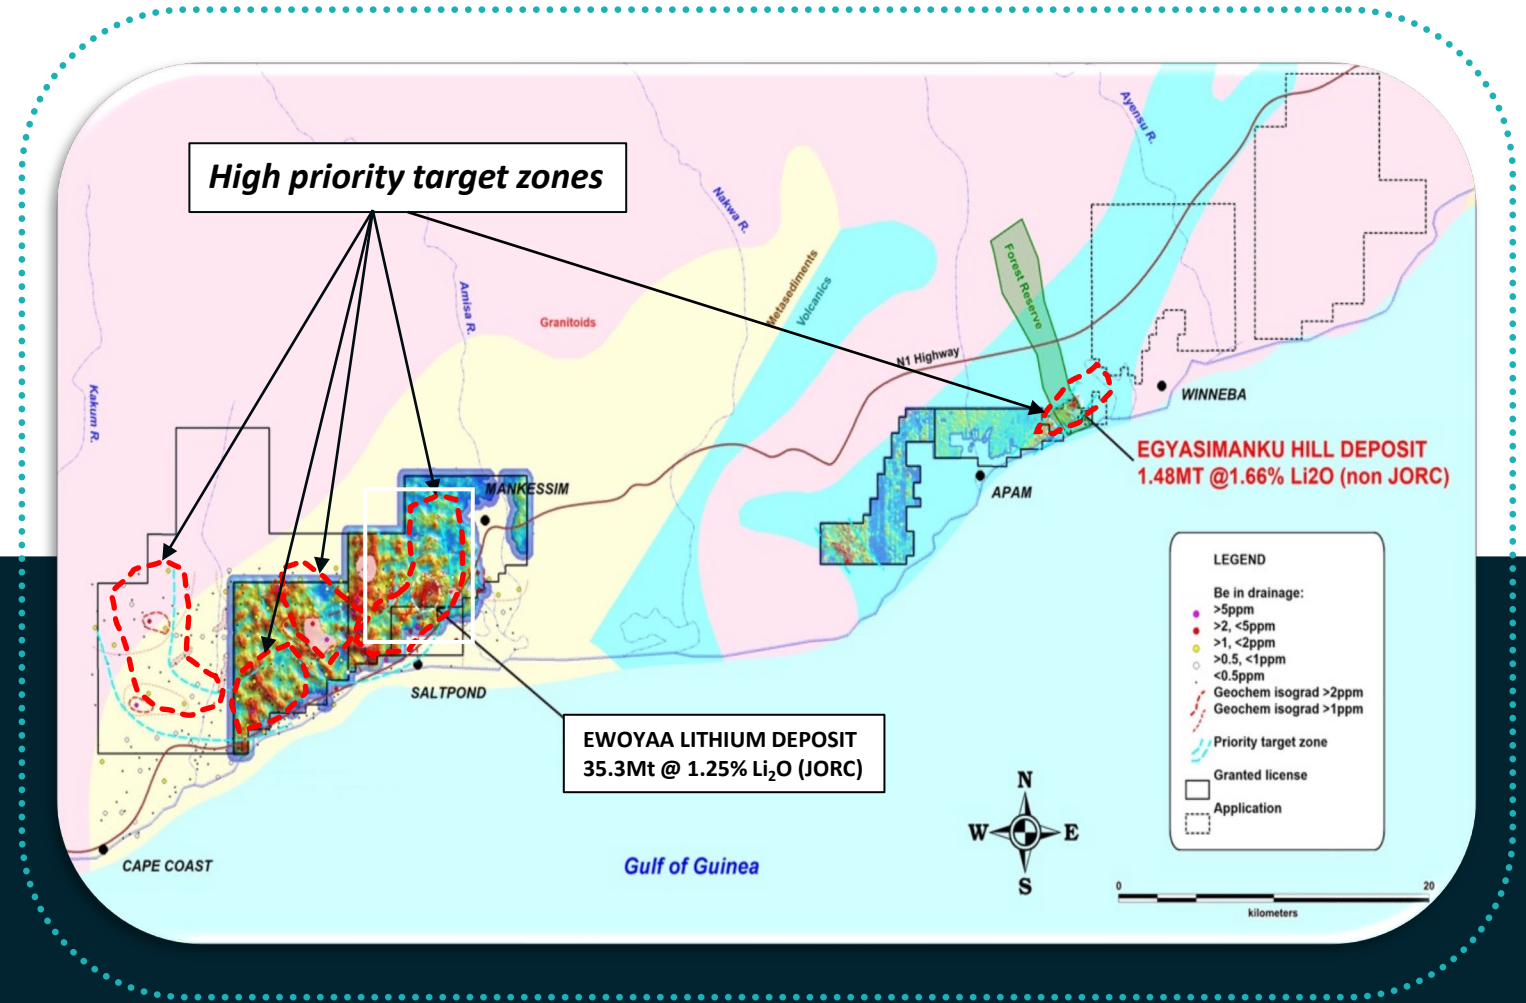 High priority target zones
Ayensu R.
Nakwa R.
Amisa R.
Kakum R.
Forest Reserve
Metasediments
Volcanics
Granitoids
N1 Highway
WINNEBA
EGYASIMANKU HILL DEPOSIT
1.48MT @1.66% Li2O (non JORC)
APAM
MANKESSIM
SALTPOND
EWOYAA LITHIUM DEPOSIT
35.3Mt @ 1.25% Li₂O (JORC)
CAPE COAST
Gulf of Guinea
N
W
E
S
LEGEND
Be in drainage:
>5ppm
>2, <5ppm
>1, <2ppm
>0.5, <1ppm
<0.5ppm
Geochem isograd >2ppm
Geochem isograd >1ppm
Priority target zone
Granted license
Application
0 20
kilometers